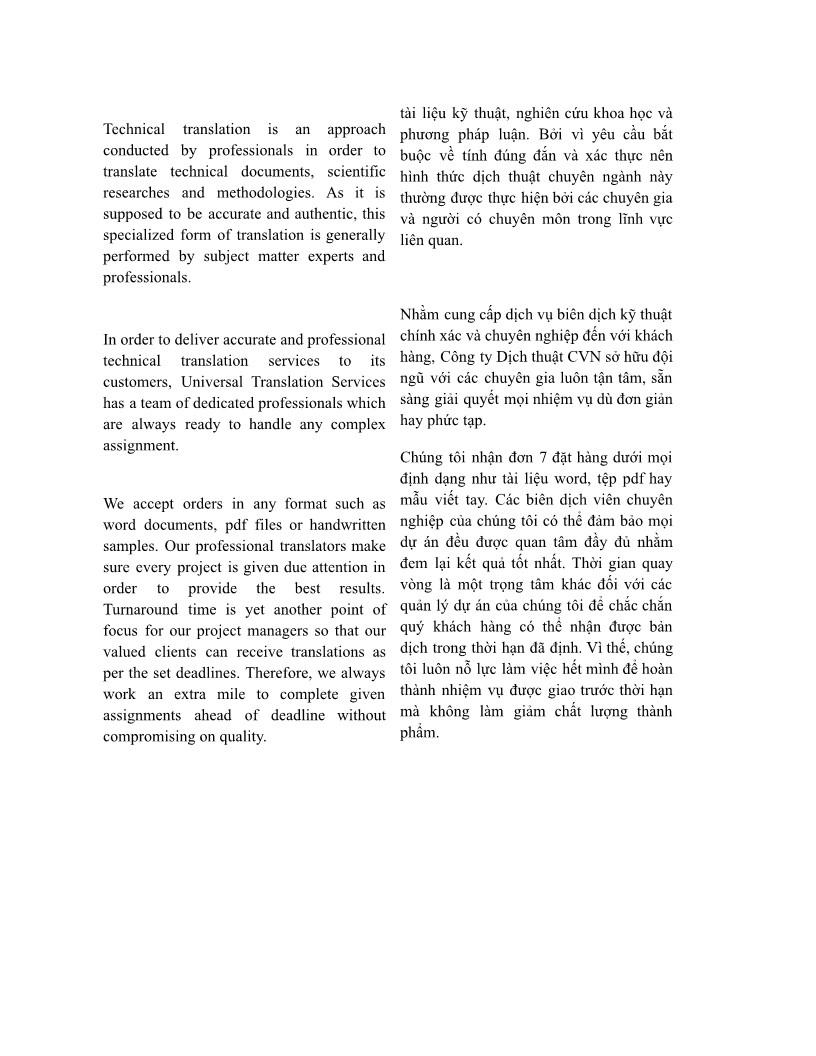 Technical translation is an approach
conducted by professionals in order to
translate technical documents, scientific
researches and methodologies. As it is
supposed to be accurate and authentic, this
specialized form of translation is generally
performed by subject matter experts and
professionals.
In order to deliver accurate and professional
technical translation services to its
customers, Universal Translation Services
has a team of dedicated professionals which
are always ready to handle any complex
assignment.
We accept orders in any format such as
word documents, pdf files or handwritten
samples. Our professional translators make
sure every project is given due attention in
order to provide the best results.
Turnaround time is yet another point of
focus for our project managers so that our
valued clients can receive translations as
per the set deadlines. Therefore, we always
work an extra mile to complete given
assignments ahead of deadline without
compromising on quality.
tài liệu kỹ thuật, nghiên cứu khoa học và
phương pháp luận. Bởi vì yêu cầu bắt
buộc về tính đúng đắn và xác thực nên
hình thức dịch thuật chuyên ngành này
thường được thực hiện bởi các chuyên gia
và người có chuyên môn trong lĩnh vực
liên quan.
Nhằm cung cấp dịch vụ biên dịch kỹ thuật
chính xác và chuyên nghiệp đến với khách
hàng, Công ty Dịch thuật CVN sở hữu đội
ngũ với các chuyên gia luôn tận tâm, sẵn
sàng giải quyết mọi nhiệm vụ dù đơn giản
hay phức tạp.
Chúng tôi nhận đơn 7 đặt hàng dưới mọi
định dạng như tài liệu word, tệp pdf hay
mẫu viết tay. Các biên dịch viên chuyên
nghiệp của chúng tôi có thể đảm bảo mọi
dự án đều được quan tâm đầy đủ nhằm
đem lại kết quả tốt nhất. Thời gian quay
vòng là một trọng tâm khác đối với các
quản lý dự án của chúng tôi để chắc chắn
quý khách hàng có thể nhận được bản
dịch trong thời hạn đã định. Vì thế, chúng
tôi luôn nỗ lực làm việc hết mình để hoàn
thành nhiệm vụ được giao trước thời hạn
mà không làm giảm chất lượng thành
phẩm.